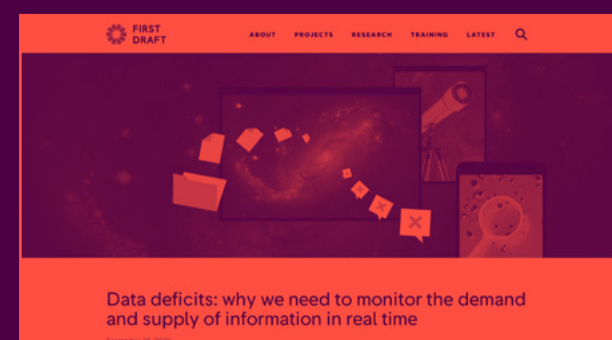 FIRST
DRAFT
ABOUT PROJECTS RESEARCH TRAINING LATEST
Data deficits: why we need to monitor the demand
and supply of information in real time